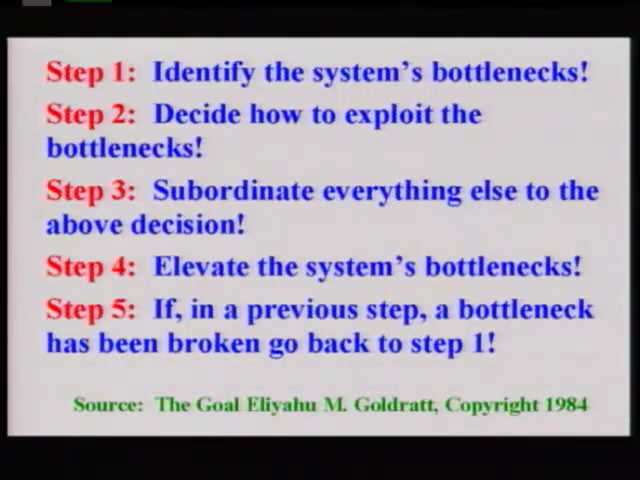 Step 1: Identify the system's bottlenecks!
Step 2: Decide how to exploit the
bottlenecks!
Step 3: Subordinate everything else to the
above decision!
Step 4: Elevate the system's bottlenecks!
Step 5: If, in a previous step, a bottleneck
has been broken go back to step 1!
Source: The Goal Eliyahu M. Goldratt, Copyright 1984